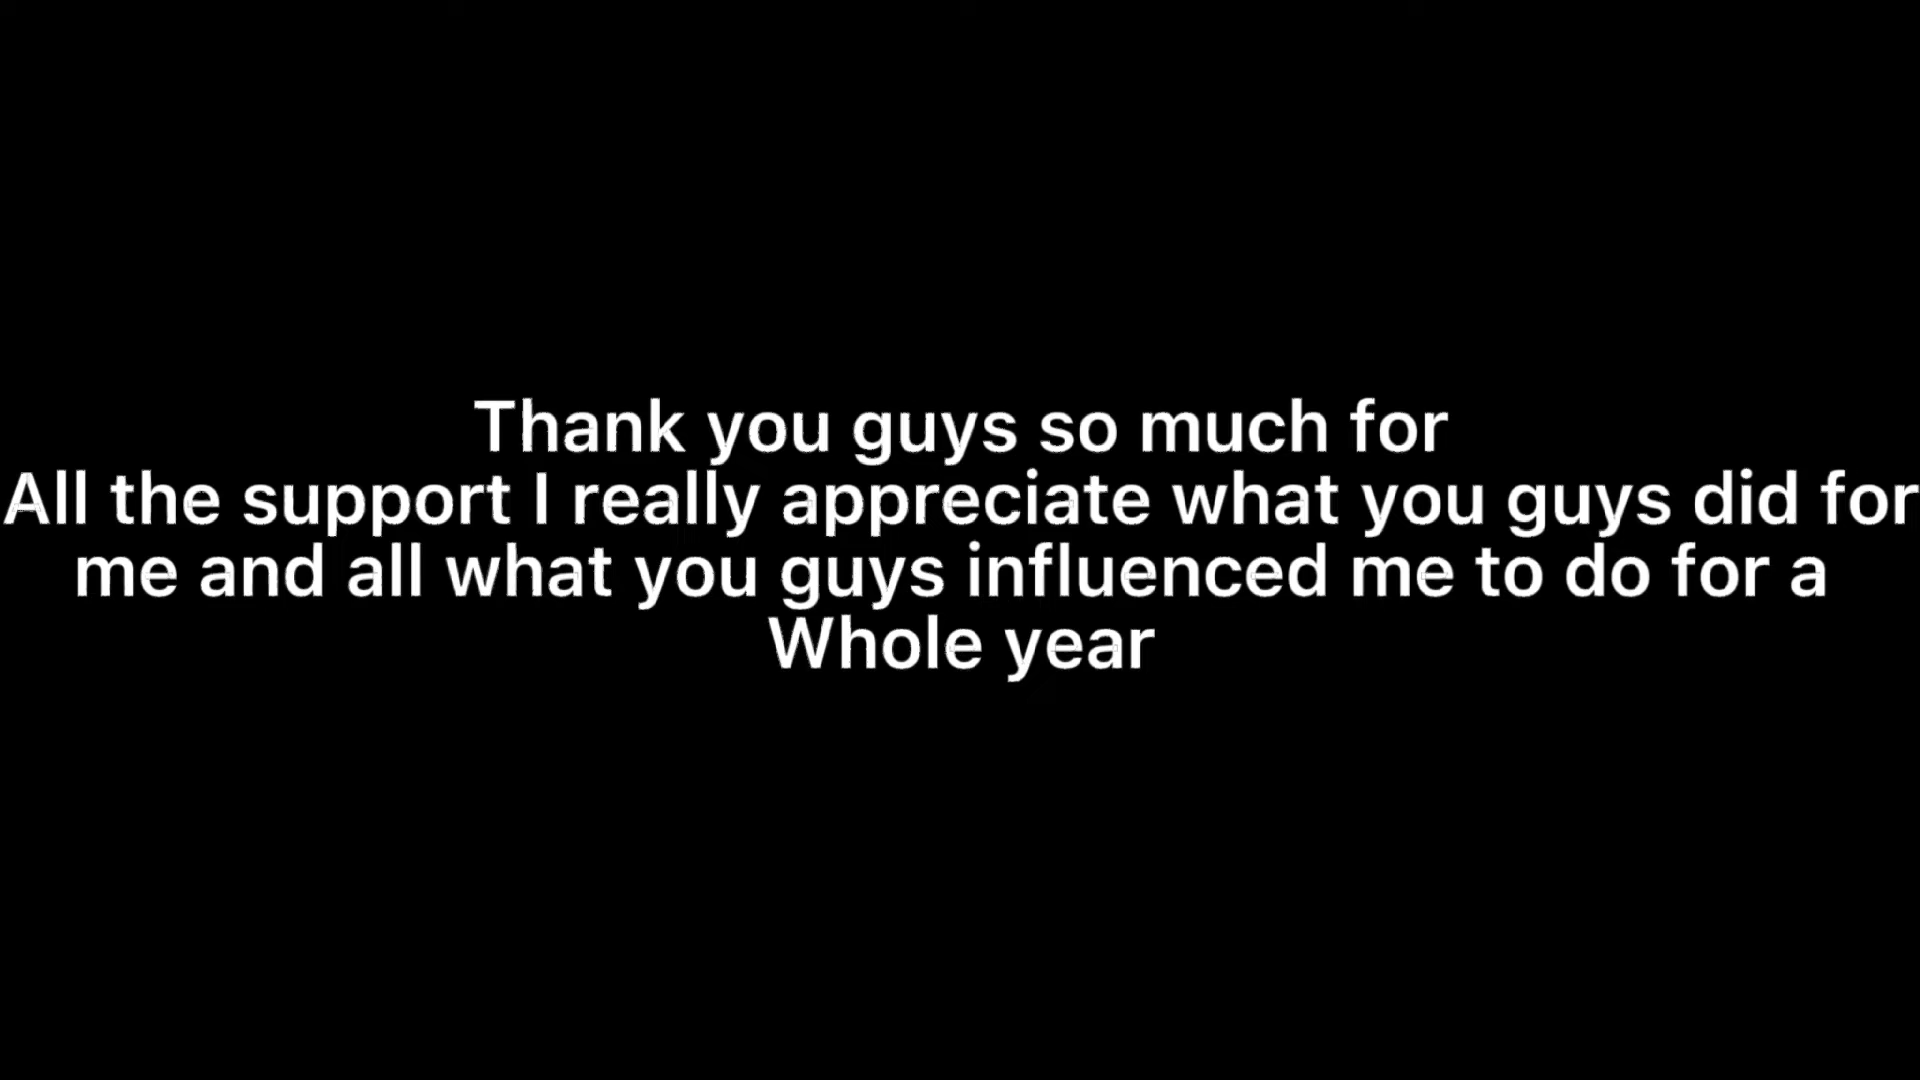 Thank you guys so much for
All the support I really appreciate what you guys did for
me and all what you guys influenced me to do for a
Whole year